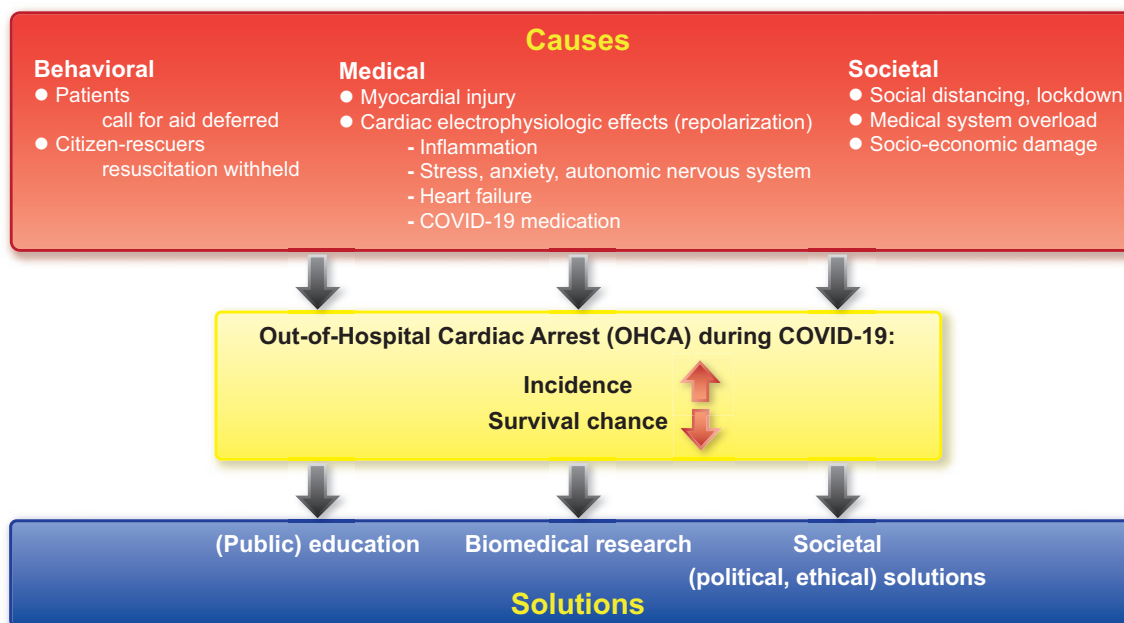 Causes
Behavioral
● Patients
call for aid deferred
● Citizen-rescuers
resuscitation withheld
Medical
● Myocardial injury
● Cardiac electrophysiologic effects (repolarization)
- Inflammation
- Stress, anxiety, autonomic nervous system
- Heart failure
- COVID-19 medication
Societal
● Social distancing, lockdown
● Medical system overload
● Socio-economic damage
Out-of-Hospital Cardiac Arrest (OHCA) during COVID-19:
Incidence
Survival chance
(Public) education
Biomedical research
Societal
(political, ethical) solutions
Solutions